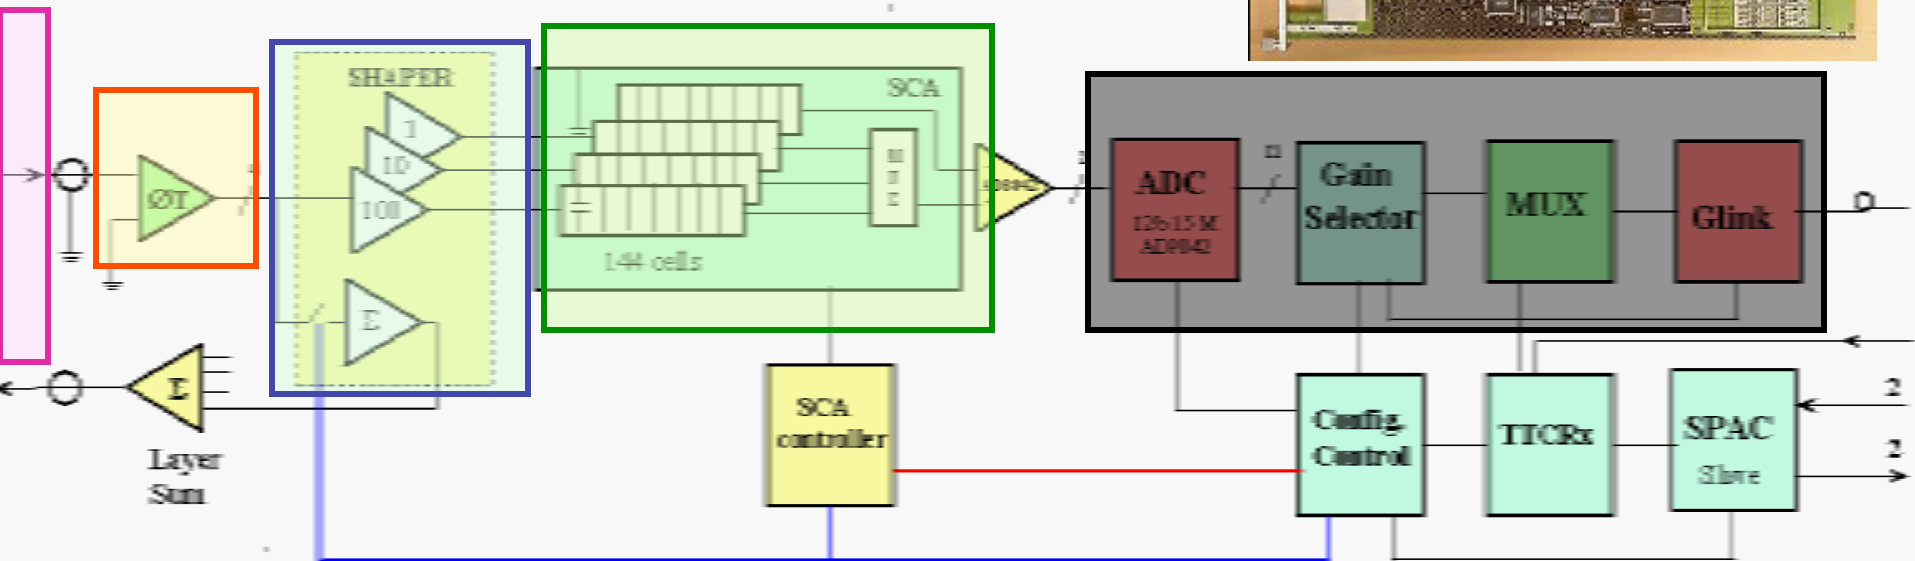 SHAPER
1
10
100
Σ
ØT
SCA
144 cells
ADC
Gain
Selector
MUX
Glink
Σ
Layer
Sum
SCA
controller
Config.
Control
TTCRx
SPAC
Slave
2
2